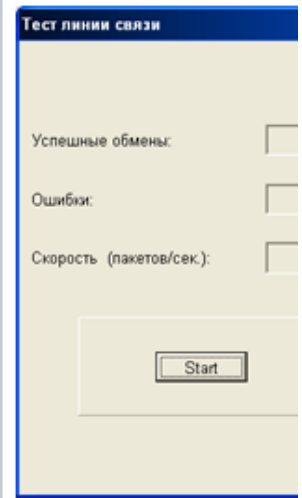 Тест линии связи
Успешные обмены:
Ошибки:
Скорость (пакетов/сек.):
Start